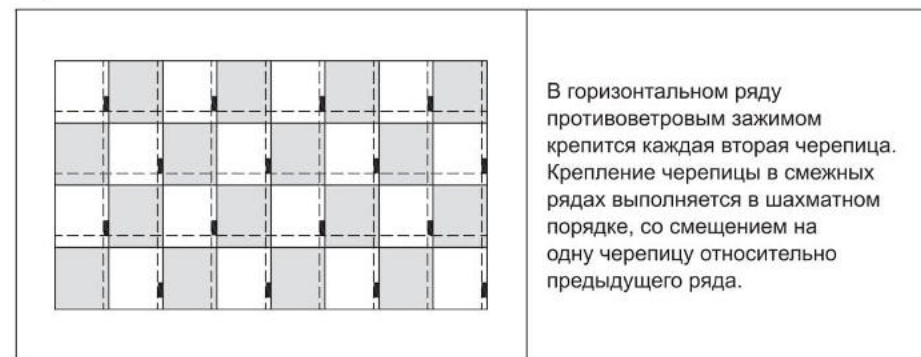 В горизонтальном ряду
противоветровым зажимом
крепится каждая вторая черепица.
Крепление черепицы в смежных
рядах выполняется в шахматном
порядке, со смещением на
одну черепицу относительно
предыдущего ряда.